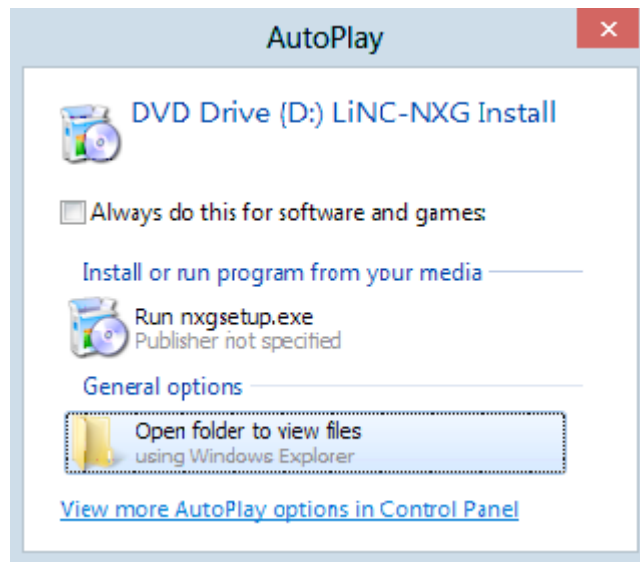 AutoPlay
DVD Drive (D:) LiNC-NXG Install
Always do this for software and games:
Install or run program from your media
Run nxgsetup.exe
Publisher not specified
General options
Open folder to view files
using Windows Explorer
View more AutoPlay options in Control Panel